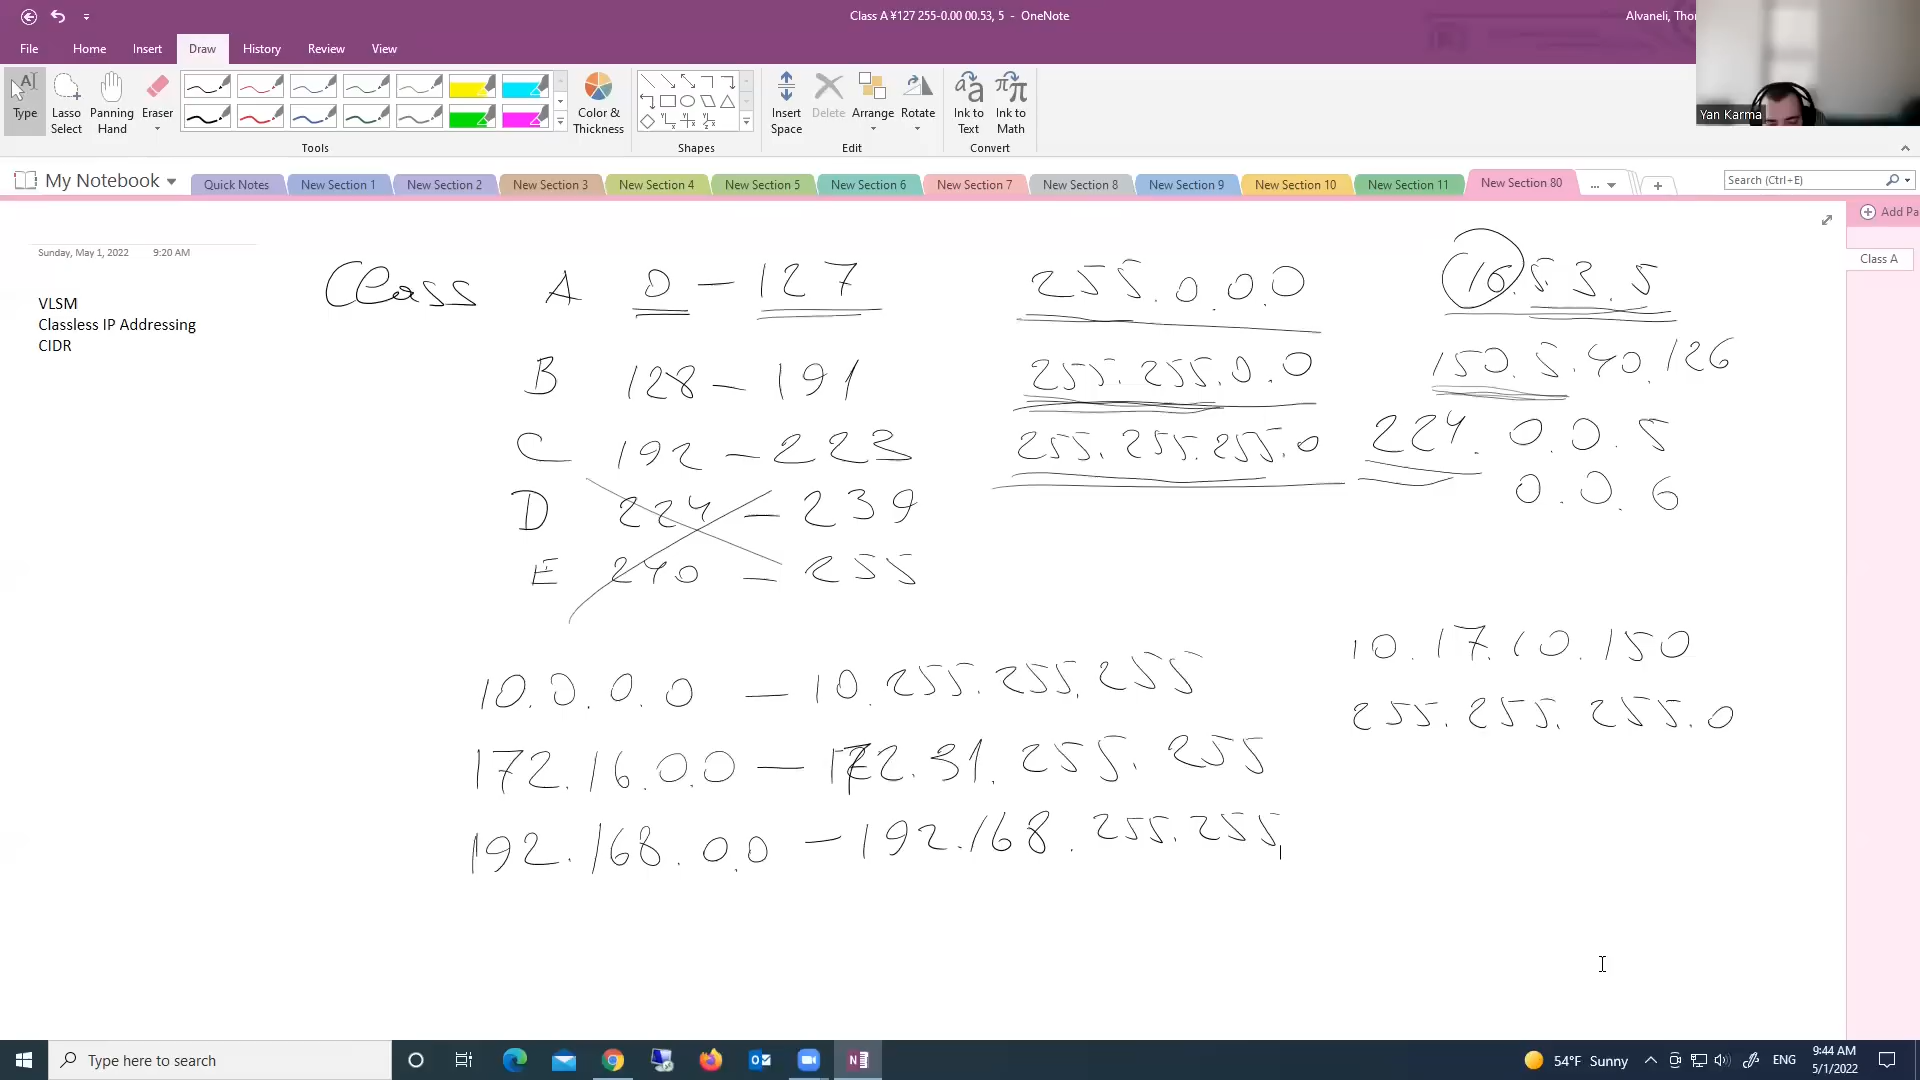 Class A ¥127 255-0.00 00.53, 5 - OneNote
Alvaneli, Thor
Yan Karma
File Home Insert Draw History Review View
Type
Lasso Select
Panning Hand
Eraser
Color & Thickness
Insert Space
Delete
Arrange
Rotate
Ink to Text
Ink to Math
Tools Shapes Edit Convert
My Notebook
Quick Notes New Section 1 New Section 2 New Section 3 New Section 4 New Section 5 New Section 6 New Section 7 New Section 8 New Section 9 New Section 10 New Section 11 New Section 80 ...
Search (Ctrl+E)
Add Pa
Class A
Sunday, May 1, 2022 9:20 AM
VLSM
Classless IP Addressing
CIDR
Class A 0 - 127 255.0.0.0 16.5.3.5
B 128 - 191 255.255.0.0 150.5.40.126
C 192 - 223 255.255.255.0 224.0.0.5
0.0.6
D 224 - 239
E 240 - 255
10.17.10.150
255.255.255.0
10.0.0.0 - 10.255.255.255
172.16.0.0 - 172.31.255.255
192.168.0.0 - 192.168.255.255
Type here to search
54°F Sunny
ENG
9:44 AM
5/1/2022